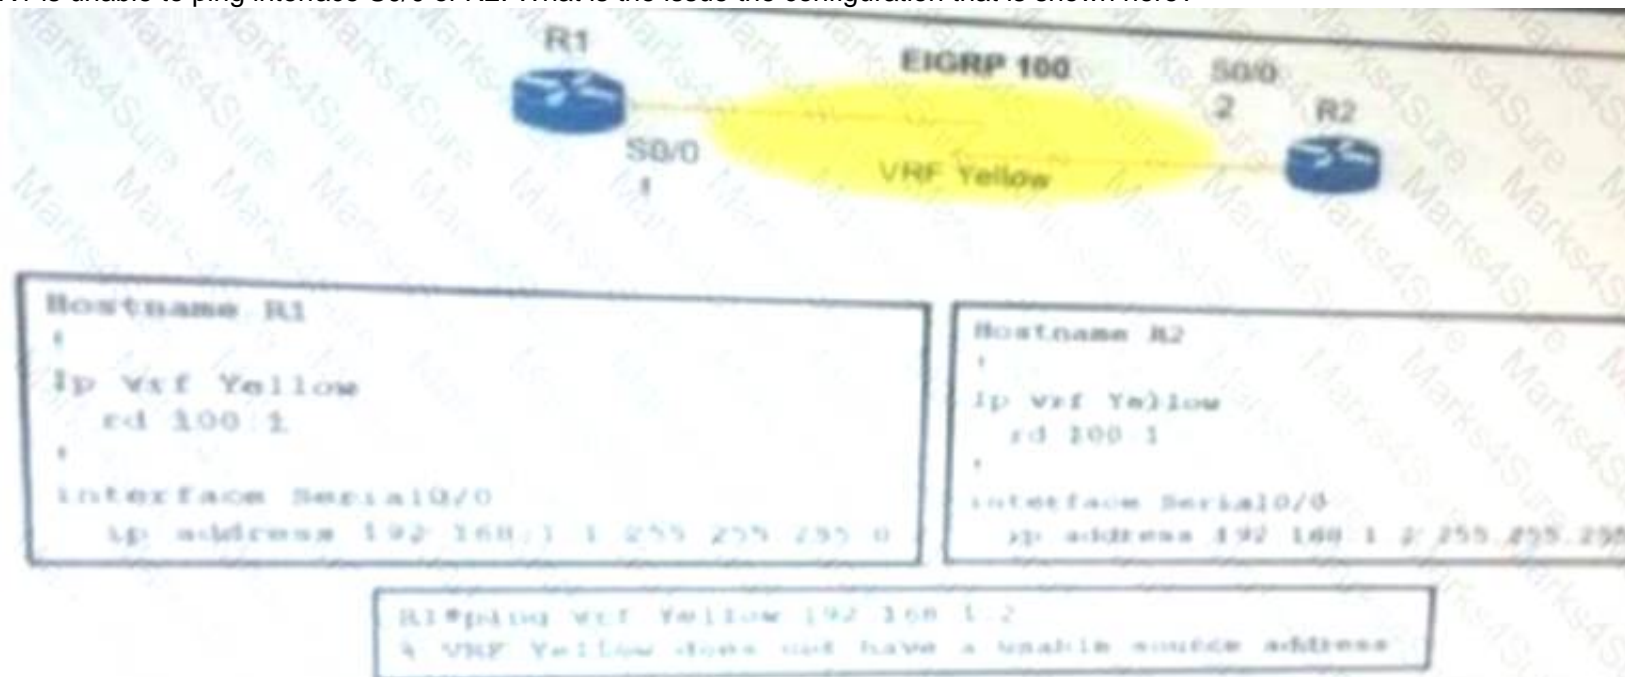 is unable to ping interface S0/0 of R2. What is the issue the configuration that is shown here?
R1
EIGRP 100
S0/0
2
R2
S0/0
1
VRF Yellow
Hostname R1
!
Ip vrf Yellow
rd 100:1
!
interface Serial0/0
ip address 192.168.1.1 255.255.255.0
Hostname R2
!
Ip vrf Yellow
rd 100:1
!
interface Serial0/0
ip address 192.168.1.2 255.255.255
R1#ping vrf Yellow 192.168.1.2
% VRF Yellow does not have a usable source address
Marks4Sure